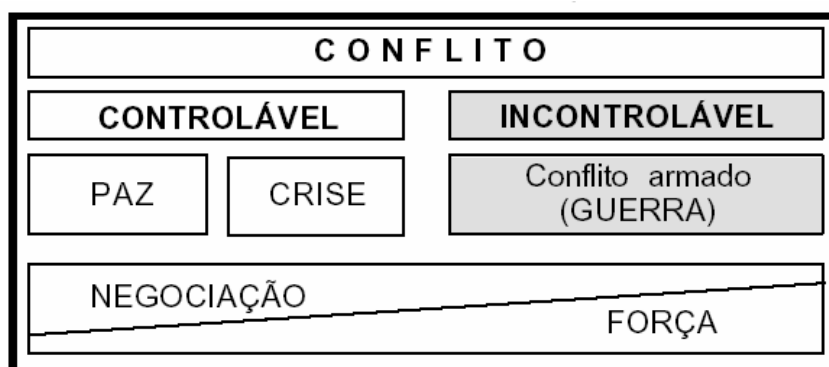 CONFLITO
CONTROLÁVEL
INCONTROLÁVEL
PAZ
CRISE
Conflito armado
(GUERRA)
NEGOCIAÇÃO
FORÇA